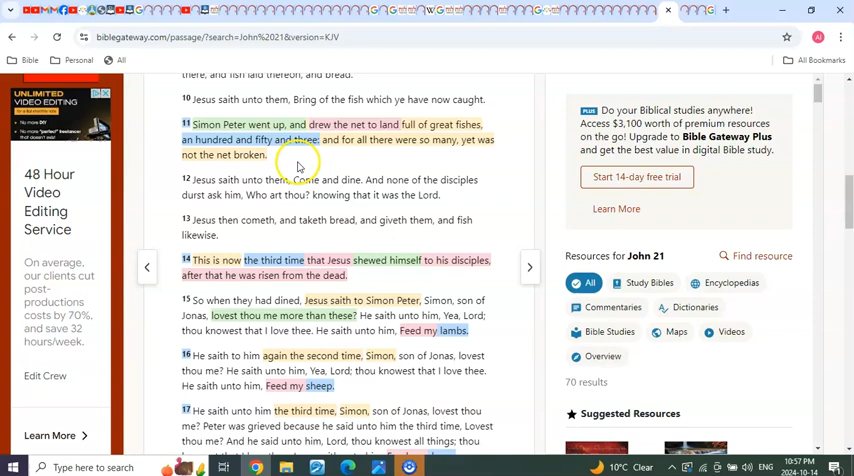 biblegateway.com/passage/?search=John%2021&version=KJV
AI
Bible
Personal
All
All Bookmarks
there, and fish laid thereon, and bread.
10 Jesus saith unto them, Bring of the fish which ye have now caught.
11 Simon Peter went up, and drew the net to land full of great fishes,
an hundred and fifty and three: and for all there were so many, yet was
not the net broken.
12 Jesus saith unto them, Come and dine. And none of the disciples
durst ask him, Who art thou? knowing that it was the Lord.
13 Jesus then cometh, and taketh bread, and giveth them, and fish
likewise.
14 This is now the third time that Jesus shewed himself to his disciples,
after that he was risen from the dead.
15 So when they had dined, Jesus saith to Simon Peter, Simon, son of
Jonas, lovest thou me more than these? He saith unto him, Yea, Lord;
thou knowest that I love thee. He saith unto him, Feed my lambs.
16 He saith to him again the second time, Simon, son of Jonas, lovest
thou me? He saith unto him, Yea, Lord; thou knowest that I love thee.
He saith unto him, Feed my sheep.
17 He saith unto him the third time, Simon, son of Jonas, lovest thou
me? Peter was grieved because he said unto him the third time, Lovest
thou me? And he said unto him, Lord, thou knowest all things; thou
UNLIMITED
VIDEO EDITING
48 Hour
Video
Editing
Service
On average,
our clients cut
post-
productions
costs by 70%,
and save 32
hours/week.
Edit Crew
Learn More
PLUS Do your Biblical studies anywhere!
Access $3,100 worth of premium resources
on the go! Upgrade to Bible Gateway Plus
and get the best value in digital Bible study.
Start 14-day free trial
Learn More
Resources for John 21
Find resource
All
Study Bibles
Encyclopedias
Commentaries
Dictionaries
Bible Studies
Maps
Videos
Overview
70 results
Suggested Resources
Type here to search
10°C Clear
ENG
10:57 PM
2024-10-14